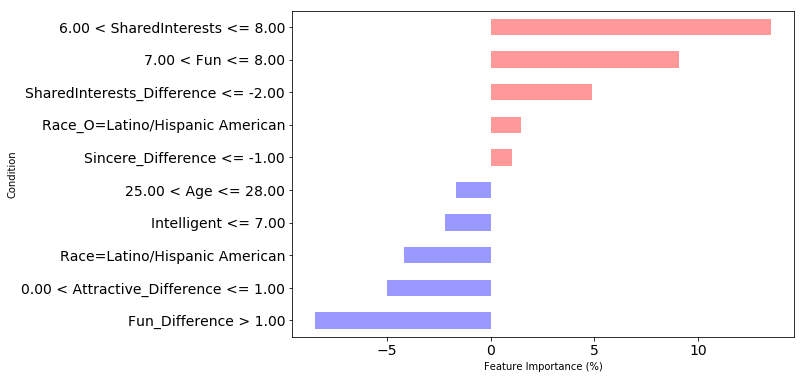 6.00 < SharedInterests <= 8.00
7.00 < Fun <= 8.00
SharedInterests_Difference <= -2.00
Race_O=Latino/Hispanic American
Sincere_Difference <= -1.00
25.00 < Age <= 28.00
Intelligent <= 7.00
Race=Latino/Hispanic American
0.00 < Attractive_Difference <= 1.00
Fun_Difference > 1.00
Condition
−5 0 5 10
Feature Importance (%)